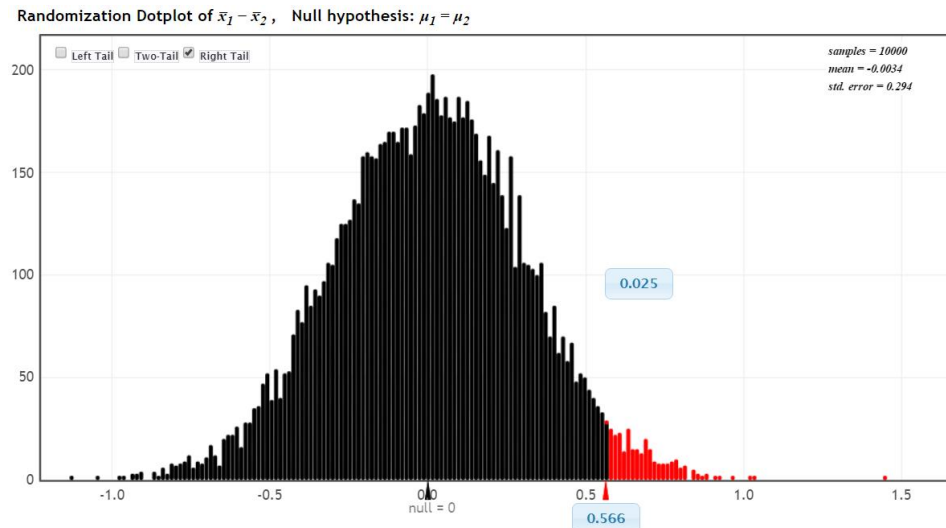 Randomization Dotplot of x̄₁ − x̄₂ , Null hypothesis: μ₁ = μ₂
Left Tail Two-Tail Right Tail
samples = 10000
mean = -0.0034
std. error = 0.294
200
150
100
50
0
0.025
-1.0 -0.5 0.0 0.5 1.0 1.5
null = 0
0.566